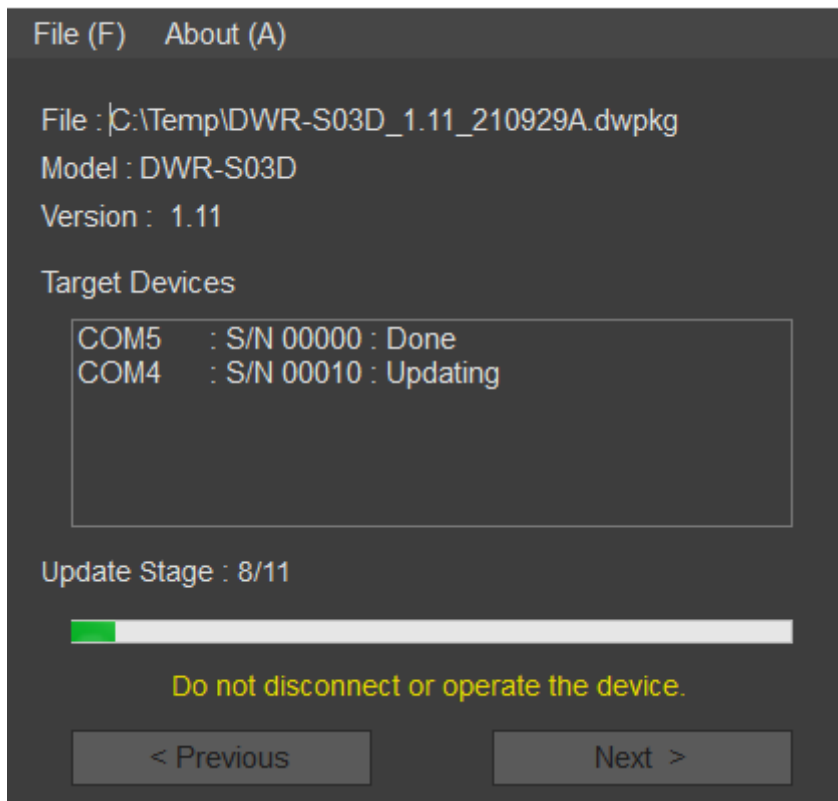 File (F) About (A)
File : C:\Temp\DWR-S03D_1.11_210929A.dwpkg
Model : DWR-S03D
Version : 1.11
Target Devices
COM5 : S/N 00000 : Done
COM4 : S/N 00010 : Updating
Update Stage : 8/11
Do not disconnect or operate the device.
< Previous Next >